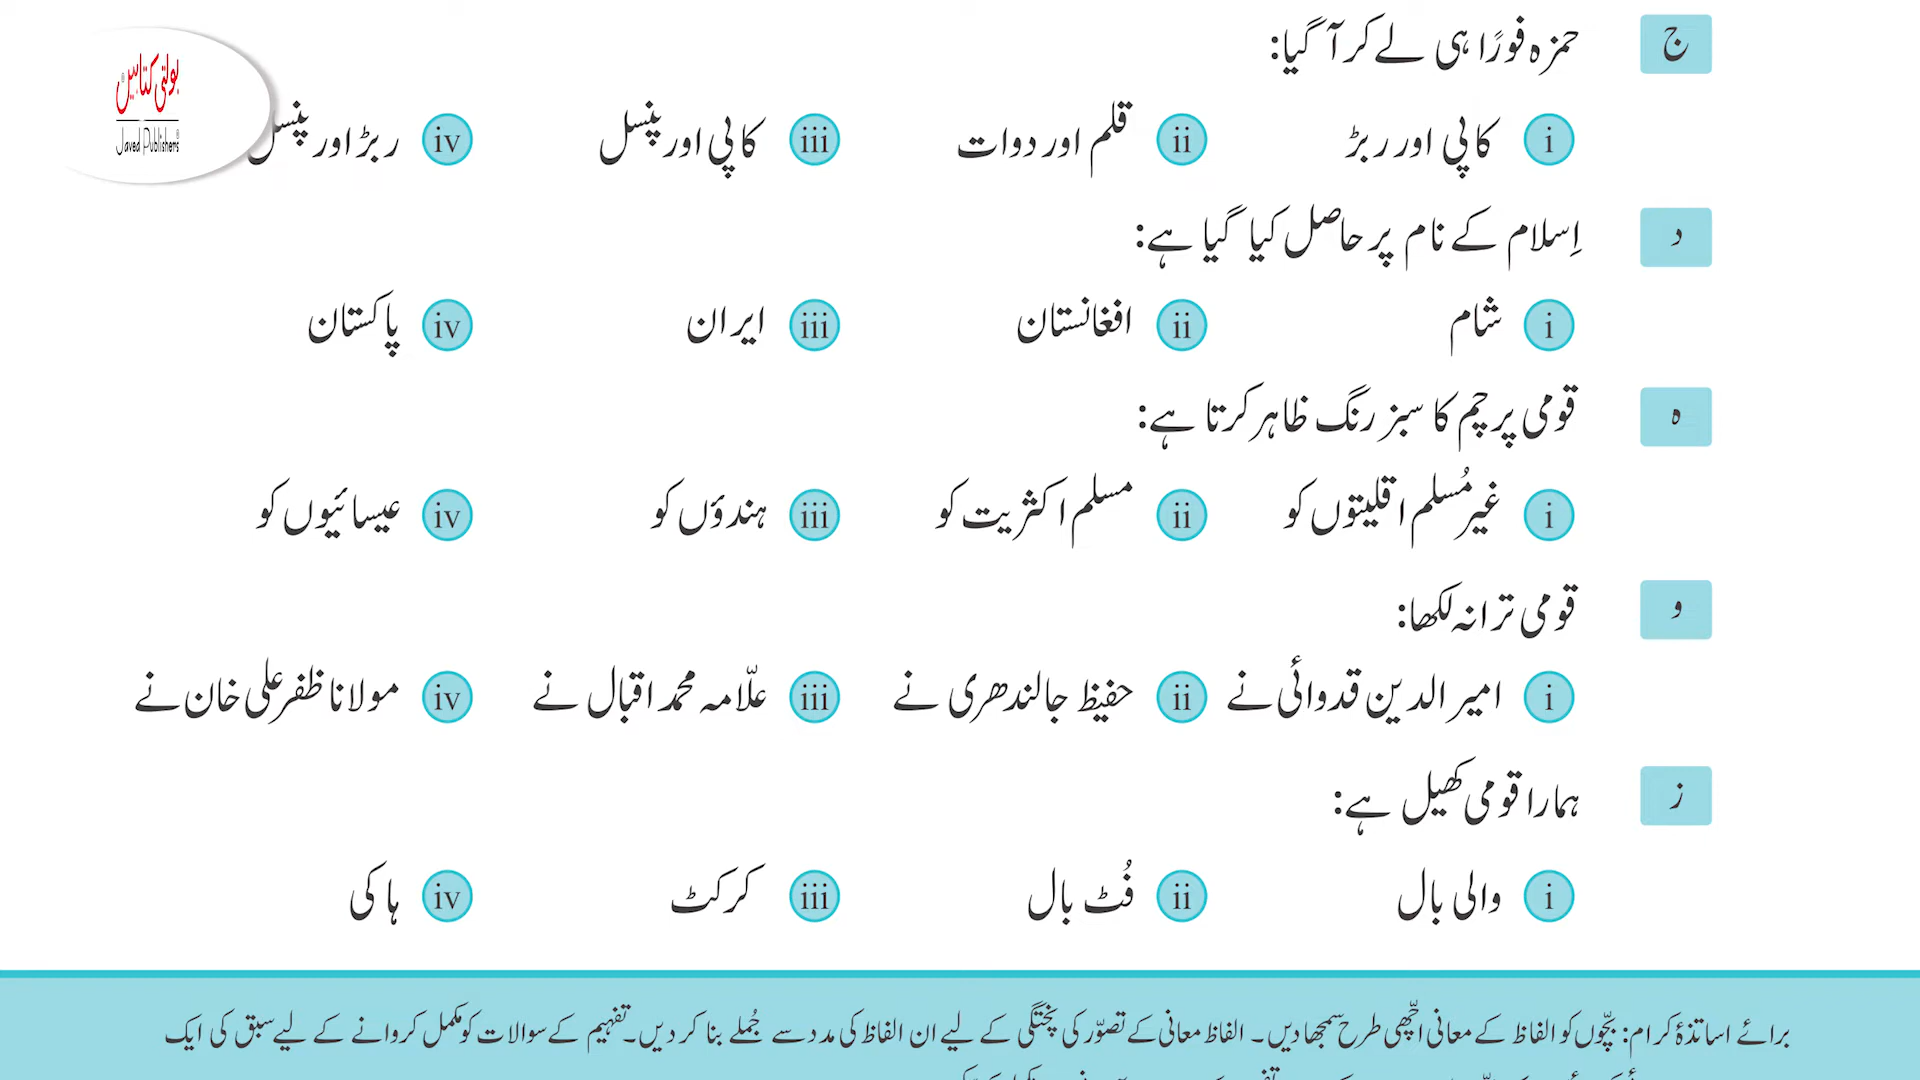 بولتی کتابیں®
Javed Publishers®
ج حمزہ فورًا ہی لے کر آ گیا:
i کاپی اور ربڑ ii قلم اور دوات iii کاپی اور پنسل iv ربڑ اور پنسل
د اِسلام کے نام پر حاصل کیا گیا ہے:
i شام ii افغانستان iii ایران iv پاکستان
ہ قومی پرچم کا سبز رنگ ظاہر کرتا ہے:
i غیر مُسلم اقلیتوں کو ii مسلم اکثریت کو iii ہندوؤں کو iv عیسائیوں کو
و قومی ترانہ لکھا:
i امیر الدین قدوائی نے ii حفیظ جالندھری نے iii علّامہ محمد اقبال نے iv مولانا ظفر علی خان نے
ز ہمارا قومی کھیل ہے:
i والی بال ii فُٹ بال iii کرکٹ iv ہاکی
برائے اساتذۂ کرام: بچّوں کو الفاظ کے معانی اچّھی طرح سمجھا دیں۔ الفاظ معانی کے تصوّر کی پختگی کے لیے ان الفاظ کی مدد سے جُملے بنا کر دیں۔ تفہیم کے سوالات کو مکمل کروانے کے لیے سبق کی ایک